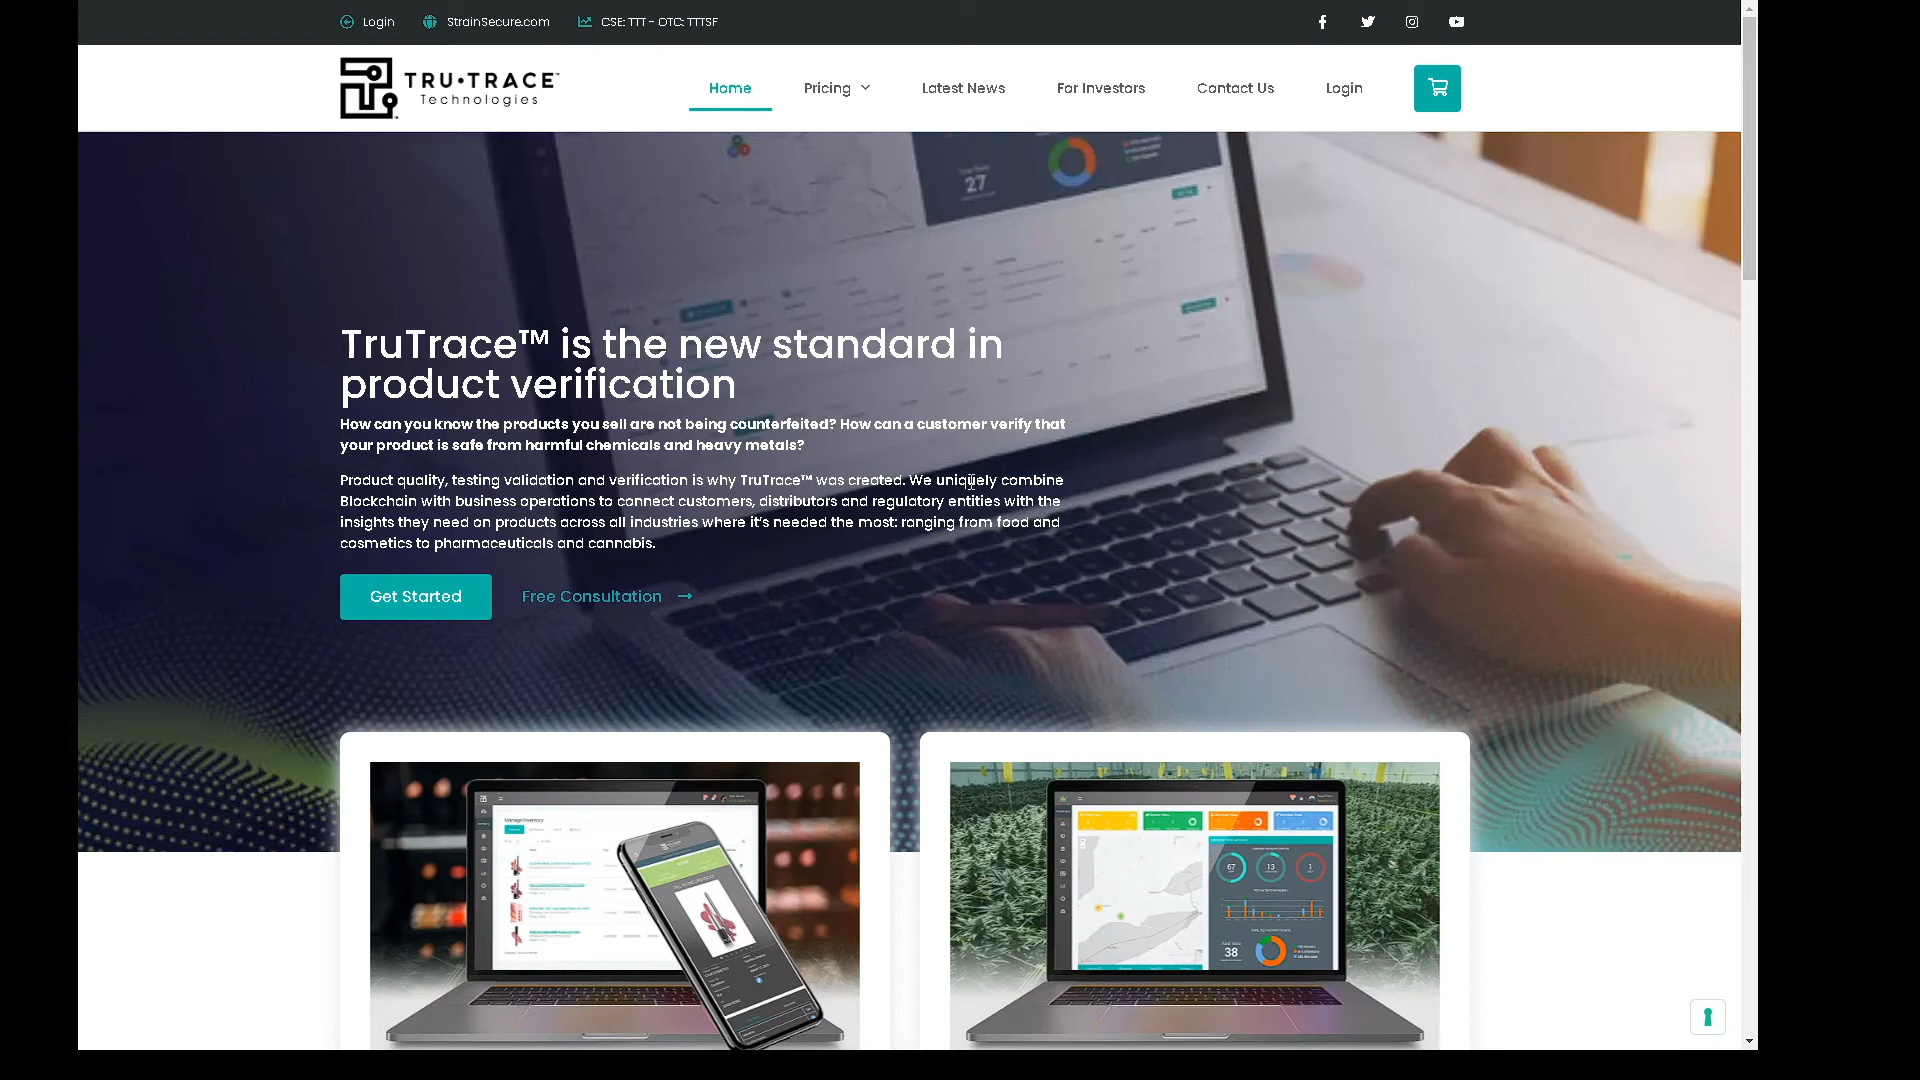 Login
StrainSecure.com
CSE: TTT - OTC: TTTSF
TRU•TRACE™
Technologies
Home
Pricing
Latest News
For Investors
Contact Us
Login
27
TruTrace™ is the new standard in
product verification
How can you know the products you sell are not being counterfeited? How can a customer verify that
your product is safe from harmful chemicals and heavy metals?
Product quality, testing validation and verification is why TruTrace™ was created. We uniquely combine
Blockchain with business operations to connect customers, distributors and regulatory entities with the
insights they need on products across all industries where it's needed the most: ranging from food and
cosmetics to pharmaceuticals and cannabis.
Get Started
Free Consultation
Manage Inventory
67
13
1
38